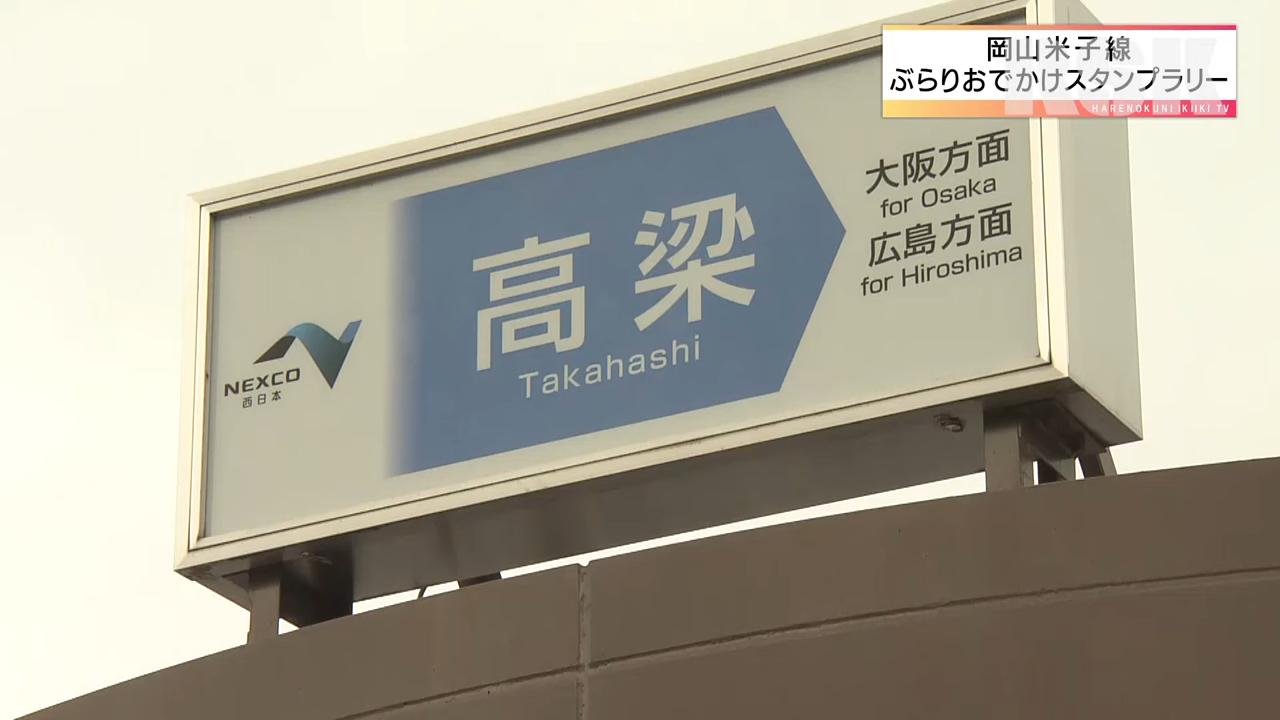 岡山米子線
ぶらりおでかけスタンプラリー
HARENOKUNI IKIIKI TV
大阪方面
for Osaka
広島方面
for Hiroshima
高梁
Takahashi
NEXCO
西日本